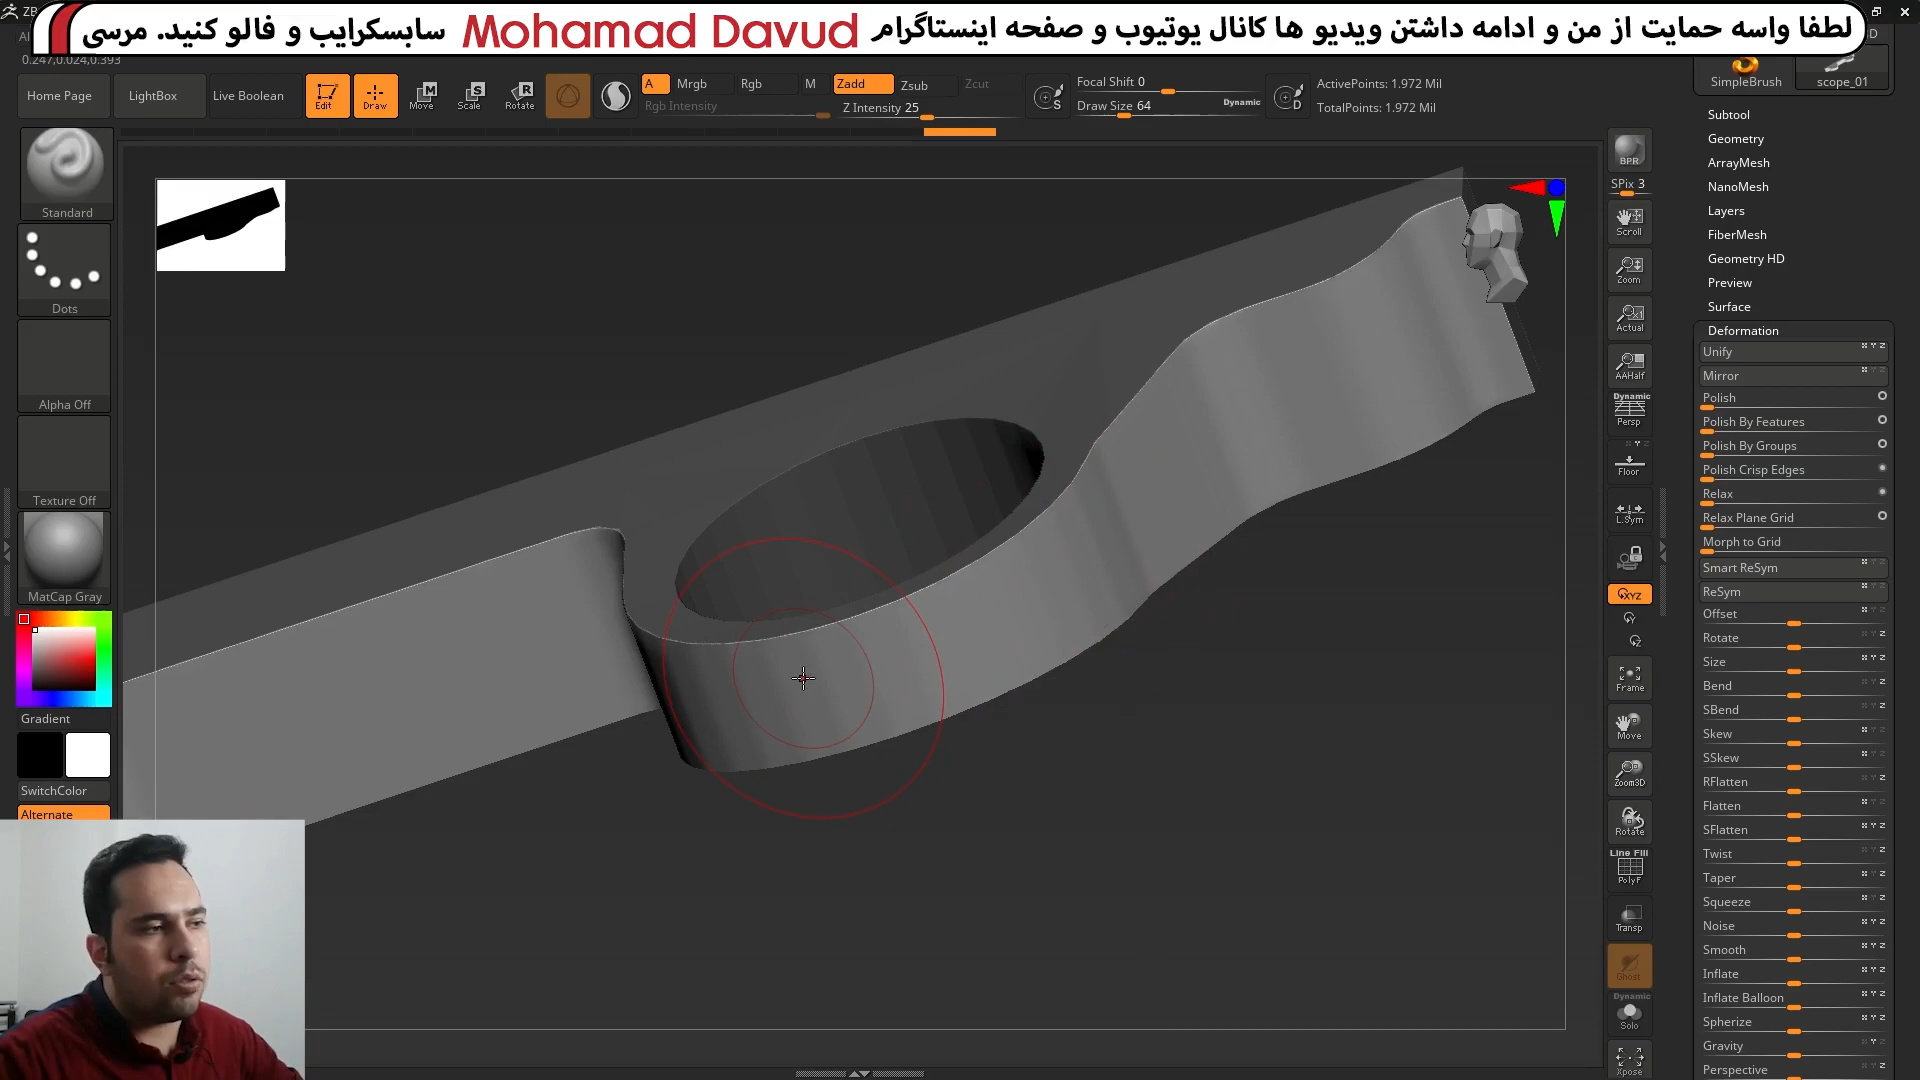 لطفا واسه حمایت از من و ادامه داشتن ویدیو ها کانال یوتیوب و صفحه اینستاگرام Mohamad Davud سابسکرایب و فالو کنید. مرسی
0.247,0.024,0.393
Home Page
LightBox
Live Boolean
Edit
Draw
Move
Scale
Rotate
A
Mrgb
Rgb
M
Zadd
Zsub
Zcut
Rgb Intensity
Z Intensity 25
Focal Shift 0
Draw Size 64
Dynamic
ActivePoints: 1.972 Mil
TotalPoints: 1.972 Mil
SimpleBrush
scope_01
Standard
Dots
Alpha Off
Texture Off
MatCap Gray
Gradient
SwitchColor
Alternate
BPR
SPix 3
Scroll
Zoom
Actual
AAHalf
Dynamic
Persp
Floor
L.Sym
XYZ
Frame
Move
Zoom3D
Rotate
Line Fill
PolyF
Transp
Ghost
Dynamic
Solo
Xpose
Subtool
Geometry
ArrayMesh
NanoMesh
Layers
FiberMesh
Geometry HD
Preview
Surface
Deformation
Unify
Mirror
Polish
Polish By Features
Polish By Groups
Polish Crisp Edges
Relax
Relax Plane Grid
Morph to Grid
Smart ReSym
ReSym
Offset
Rotate
Size
Bend
SBend
Skew
SSkew
RFlatten
Flatten
SFlatten
Twist
Taper
Squeeze
Noise
Smooth
Inflate
Inflate Balloon
Spherize
Gravity
Perspective